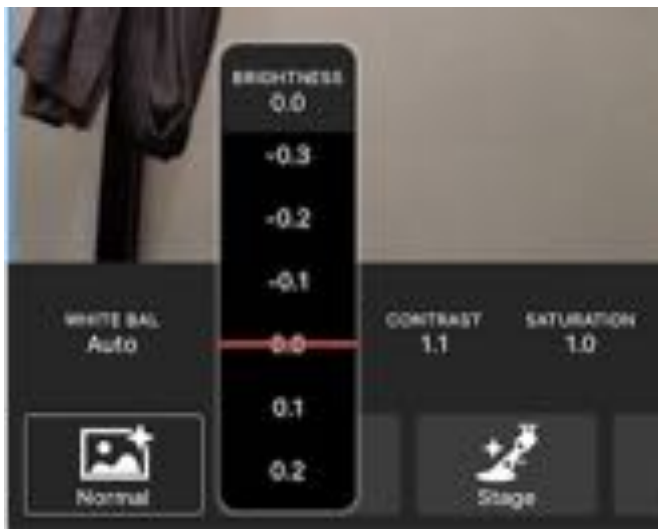 BRIGHTNESS
0.0
-0.3
-0.2
-0.1
0.0
0.1
0.2
WHITE BAL
Auto
CONTRAST
1.1
SATURATION
1.0
Normal
Stage